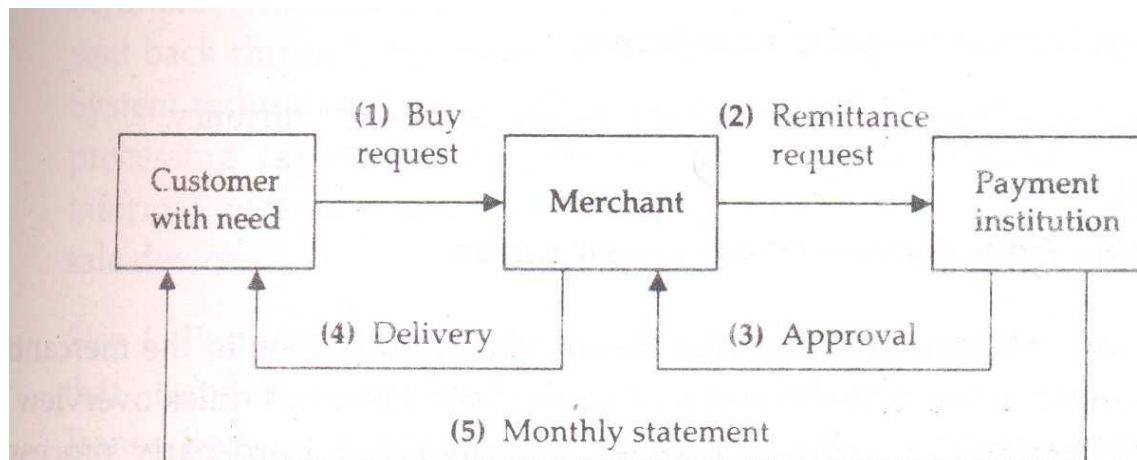 (1) Buy
request
(2) Remittance
request
Customer
with need
Merchant
Payment
institution
(4) Delivery
(3) Approval
(5) Monthly statement